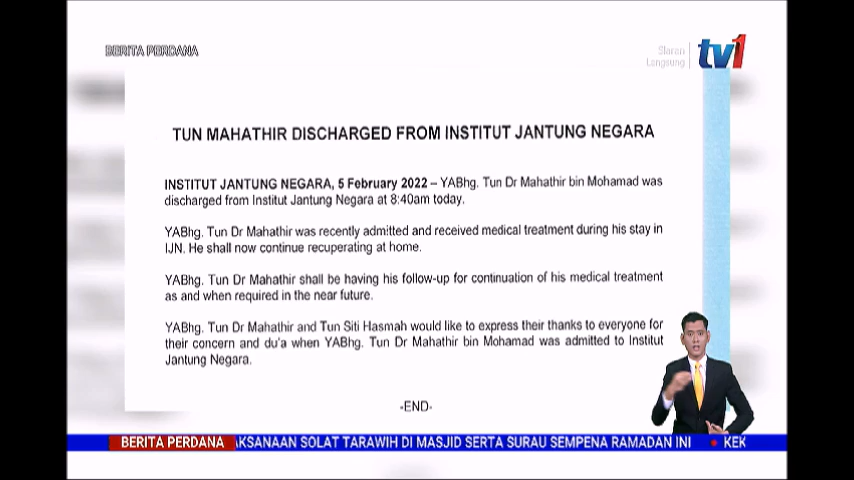 BERITA PERDANA
Siaran
Langsung
tv1
TUN MAHATHIR DISCHARGED FROM INSTITUT JANTUNG NEGARA
INSTITUT JANTUNG NEGARA, 5 February 2022 – YABhg. Tun Dr Mahathir bin Mohamad was
discharged from Institut Jantung Negara at 8:40am today.
YABhg. Tun Dr Mahathir was recently admitted and received medical treatment during his stay in
IJN. He shall now continue recuperating at home.
YABhg. Tun Dr Mahathir shall be having his follow-up for continuation of his medical treatment
as and when required in the near future.
YABhg. Tun Dr Mahathir and Tun Siti Hasmah would like to express their thanks to everyone for
their concern and du'a when YABhg. Tun Dr Mahathir bin Mohamad was admitted to Institut
Jantung Negara.
-END-
BERITA PERDANA AKSANAAN SOLAT TARAWIH DI MASJID SERTA SURAU SEMPENA RAMADAN INI • KEK